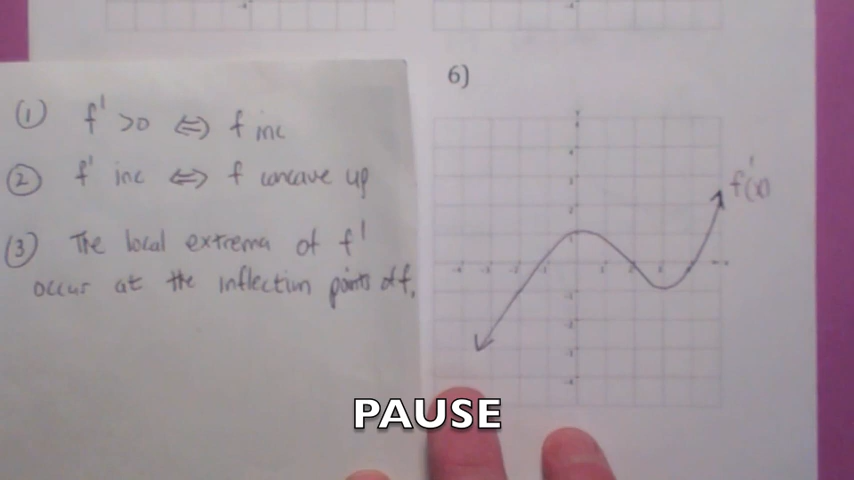 6)
① f' >0 ⇔ f inc
② f' inc ⇔ f concave up
③ The local extrema of f'
occur at the inflection points of f.
f'(x)
PAUSE